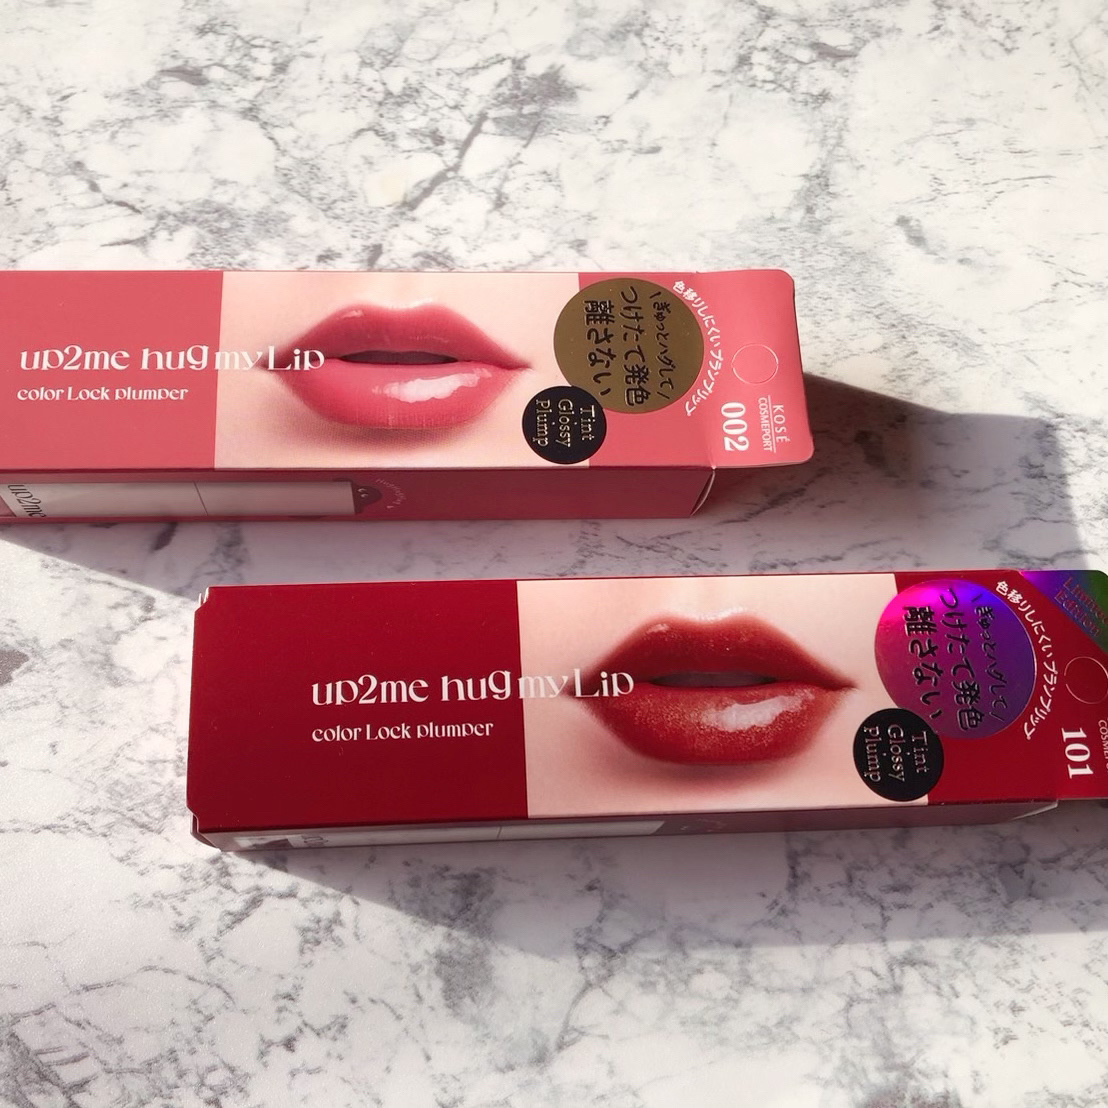 up2me hug my Lip
color Lock plumper
\ ぎゅっとハグして /
つけたて発色
離さない
色移りしにくいプランプリップ
Tint
Glossy
Plump
KOSÉ
COSMEPORT
002
up2me
up2me hug my Lip
color Lock plumper
\ ぎゅっとハグして /
つけたて発色
離さない
色移りしにくいプランプリップ
Tint
Glossy
Plump
101